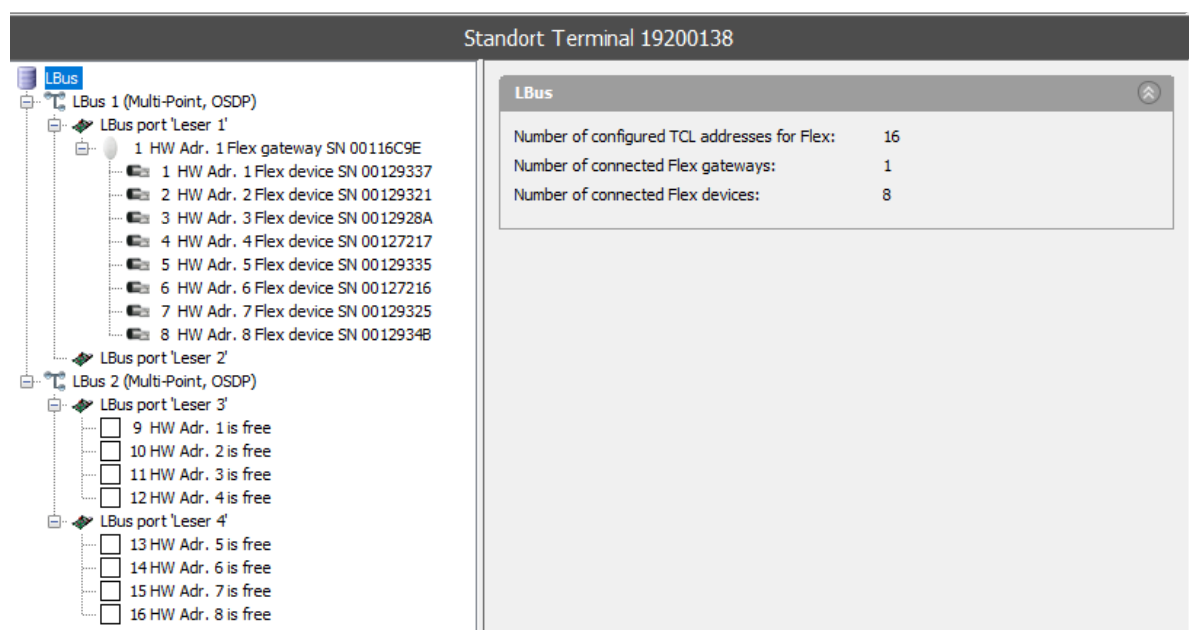 Standort Terminal 19200138
LBus
LBus 1 (Multi-Point, OSDP)
LBus port 'Leser 1'
1 HW Adr. 1 Flex gateway SN 00116C9E
1 HW Adr. 1 Flex device SN 00129337
2 HW Adr. 2 Flex device SN 00129321
3 HW Adr. 3 Flex device SN 0012928A
4 HW Adr. 4 Flex device SN 00127217
5 HW Adr. 5 Flex device SN 00129335
6 HW Adr. 6 Flex device SN 00127216
7 HW Adr. 7 Flex device SN 00129325
8 HW Adr. 8 Flex device SN 0012934B
LBus port 'Leser 2'
LBus 2 (Multi-Point, OSDP)
LBus port 'Leser 3'
9 HW Adr. 1 is free
10 HW Adr. 2 is free
11 HW Adr. 3 is free
12 HW Adr. 4 is free
LBus port 'Leser 4'
13 HW Adr. 5 is free
14 HW Adr. 6 is free
15 HW Adr. 7 is free
16 HW Adr. 8 is free
LBus
Number of configured TCL addresses for Flex: 16
Number of connected Flex gateways: 1
Number of connected Flex devices: 8